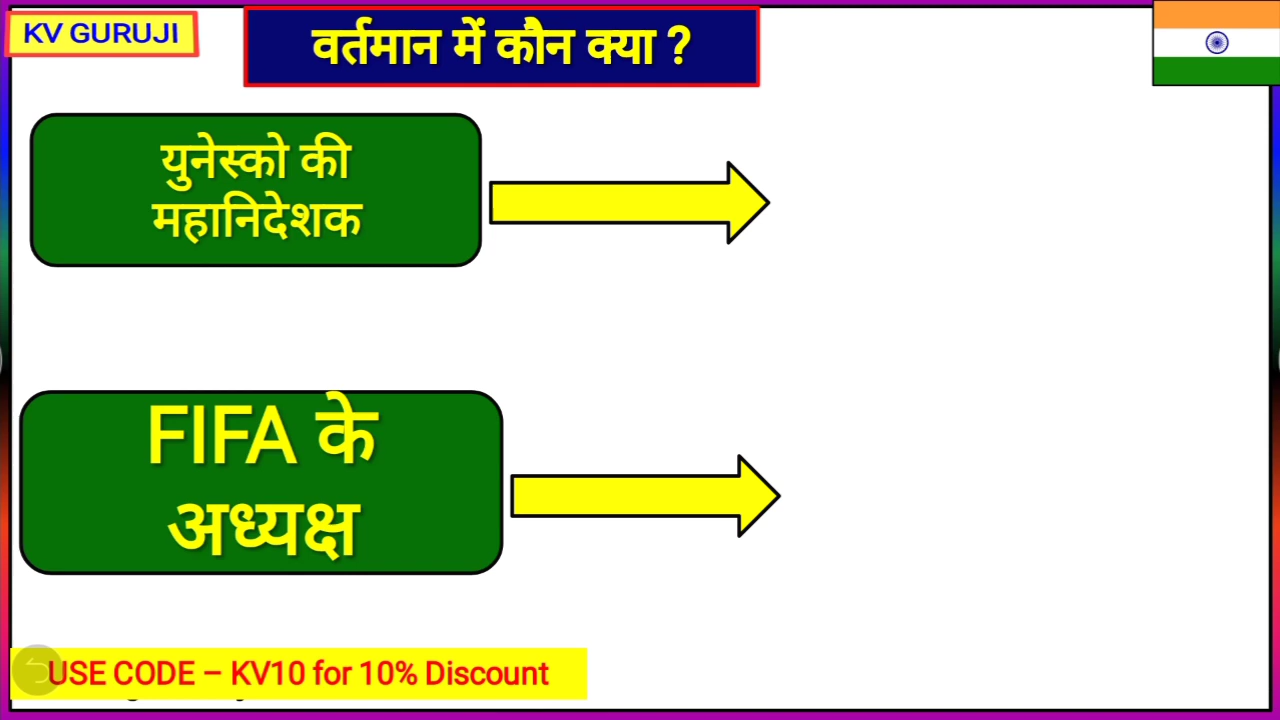 KV GURUJI
वर्तमान में कौन क्या ?
युनेस्को की
महानिदेशक
FIFA के
अध्यक्ष
USE CODE – KV10 for 10% Discount